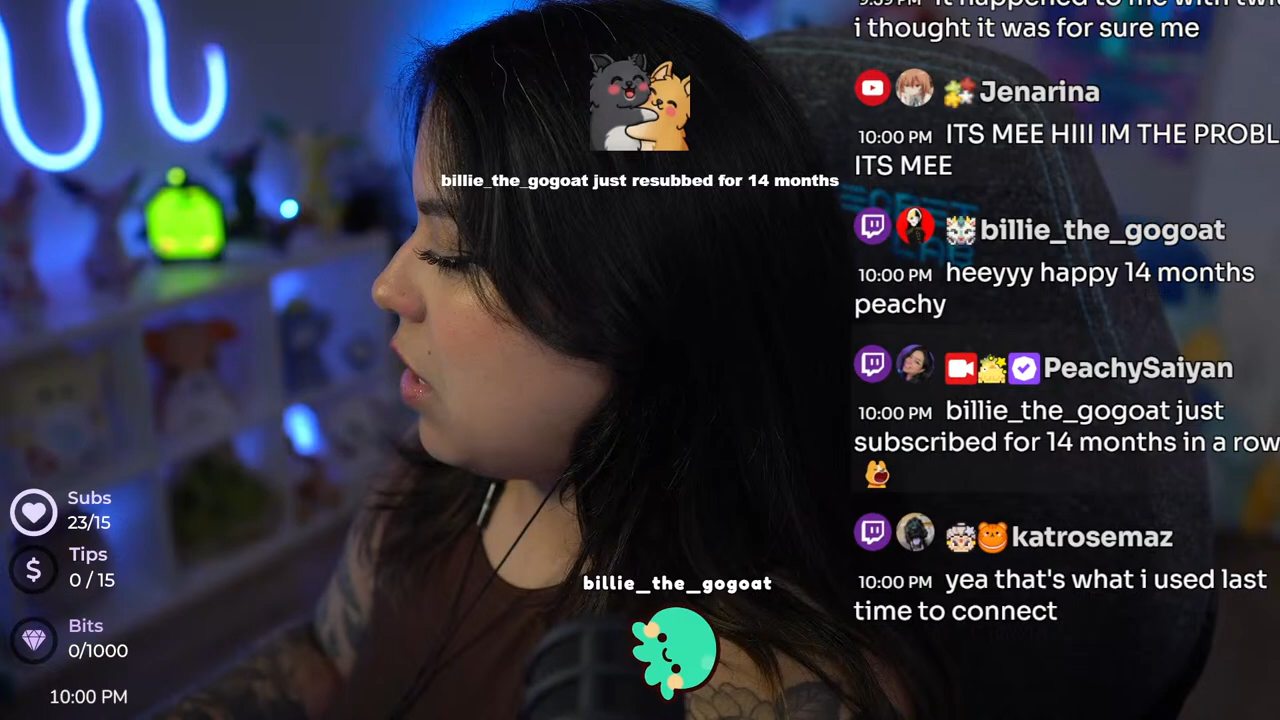 i thought it was for sure me
Jenarina
10:00 PM ITS MEE HIII IM THE PROBL
ITS MEE
billie_the_gogoat just resubbed for 14 months
billie_the_gogoat
10:00 PM heeyyy happy 14 months
peachy
PeachySaiyan
10:00 PM billie_the_gogoat just
subscribed for 14 months in a row
katrosemaz
10:00 PM yea that's what i used last
time to connect
Subs
23/15
Tips
0 / 15
Bits
0/1000
10:00 PM
billie_the_gogoat